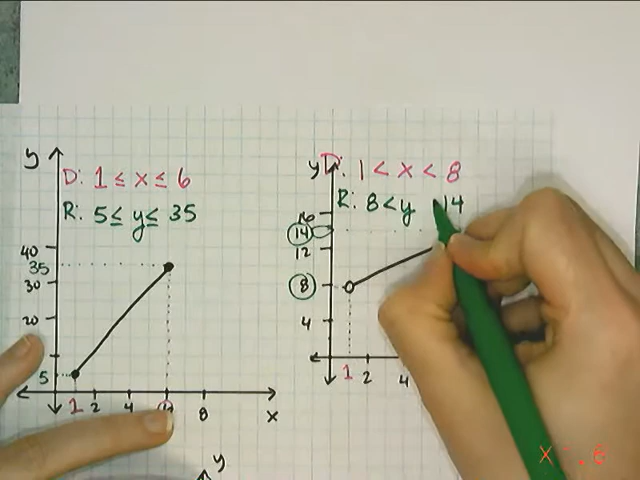 y
D: 1 ≤ x ≤ 6
R: 5 ≤ y ≤ 35
40
35
30
20
5
1 2 4 8
x
y
D: 1 < x < 8
R: 8 < y 14
16
14
12
8
4
1 2 4
y